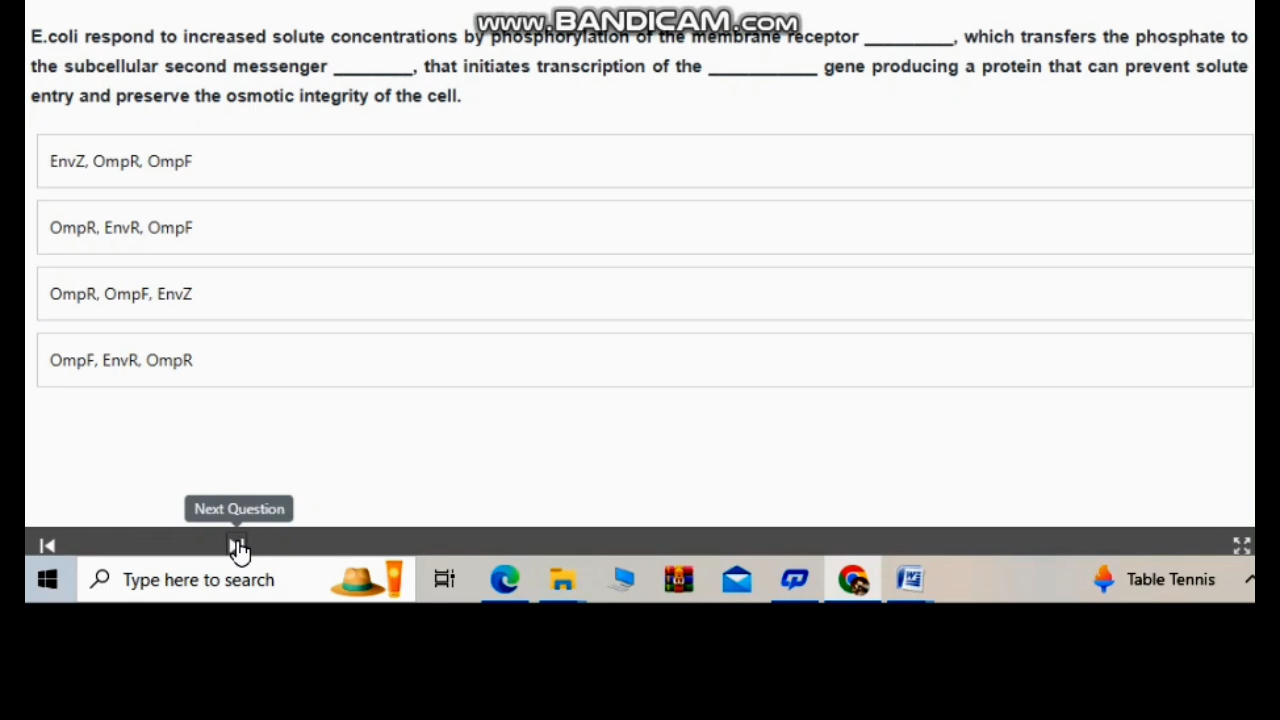 www.BANDICAM.com
E.coli respond to increased solute concentrations by phosphorylation of the membrane receptor _________, which transfers the phosphate to
the subcellular second messenger ________, that initiates transcription of the ___________ gene producing a protein that can prevent solute
entry and preserve the osmotic integrity of the cell.
EnvZ, OmpR, OmpF
OmpR, EnvR, OmpF
OmpR, OmpF, EnvZ
OmpF, EnvR, OmpR
Next Question
Type here to search
Table Tennis